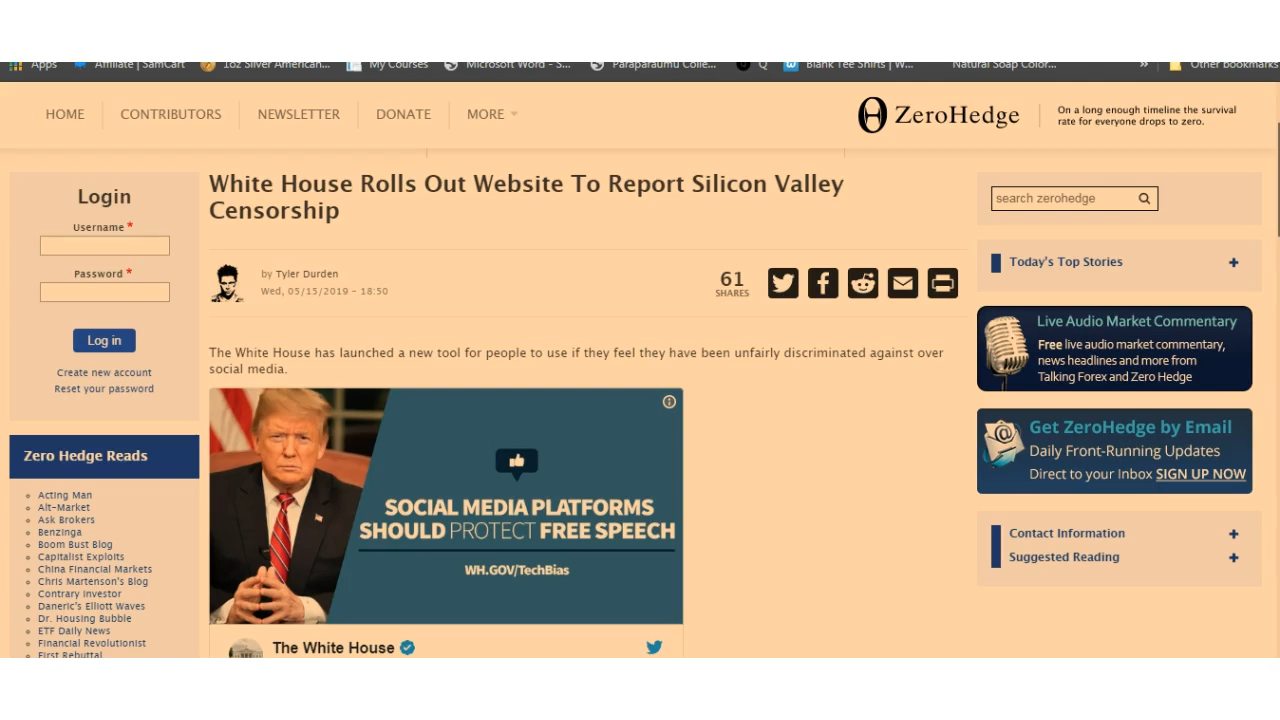 Apps
Affiliate | SamCart
1oz Silver American...
My Courses
Microsoft Word - S...
Paraparaumu Colle...
Q
Blank Tee Shirts | W...
Natural Soap Color...
»
Other bookmarks
HOME
CONTRIBUTORS
NEWSLETTER
DONATE
MORE
ZeroHedge
On a long enough timeline the survival
rate for everyone drops to zero.
Login
Username *
Password *
Log in
Create new account
Reset your password
Zero Hedge Reads
Acting Man
Alt-Market
Ask Brokers
Benzinga
Boom Bust Blog
Capitalist Exploits
China Financial Markets
Chris Martenson's Blog
Contrary Investor
Daneric's Elliott Waves
Dr. Housing Bubble
ETF Daily News
Financial Revolutionist
First Rebuttal
White House Rolls Out Website To Report Silicon Valley
Censorship
by Tyler Durden
Wed, 05/15/2019 - 18:50
61
SHARES
The White House has launched a new tool for people to use if they feel they have been unfairly discriminated against over
social media.
SOCIAL MEDIA PLATFORMS
SHOULD PROTECT FREE SPEECH
WH.GOV/TechBias
The White House
search zerohedge
Today's Top Stories
+
Live Audio Market Commentary
Free live audio market commentary,
news headlines and more from
Talking Forex and Zero Hedge
Get ZeroHedge by Email
Daily Front-Running Updates
Direct to your Inbox SIGN UP NOW
Contact Information
+
Suggested Reading
+